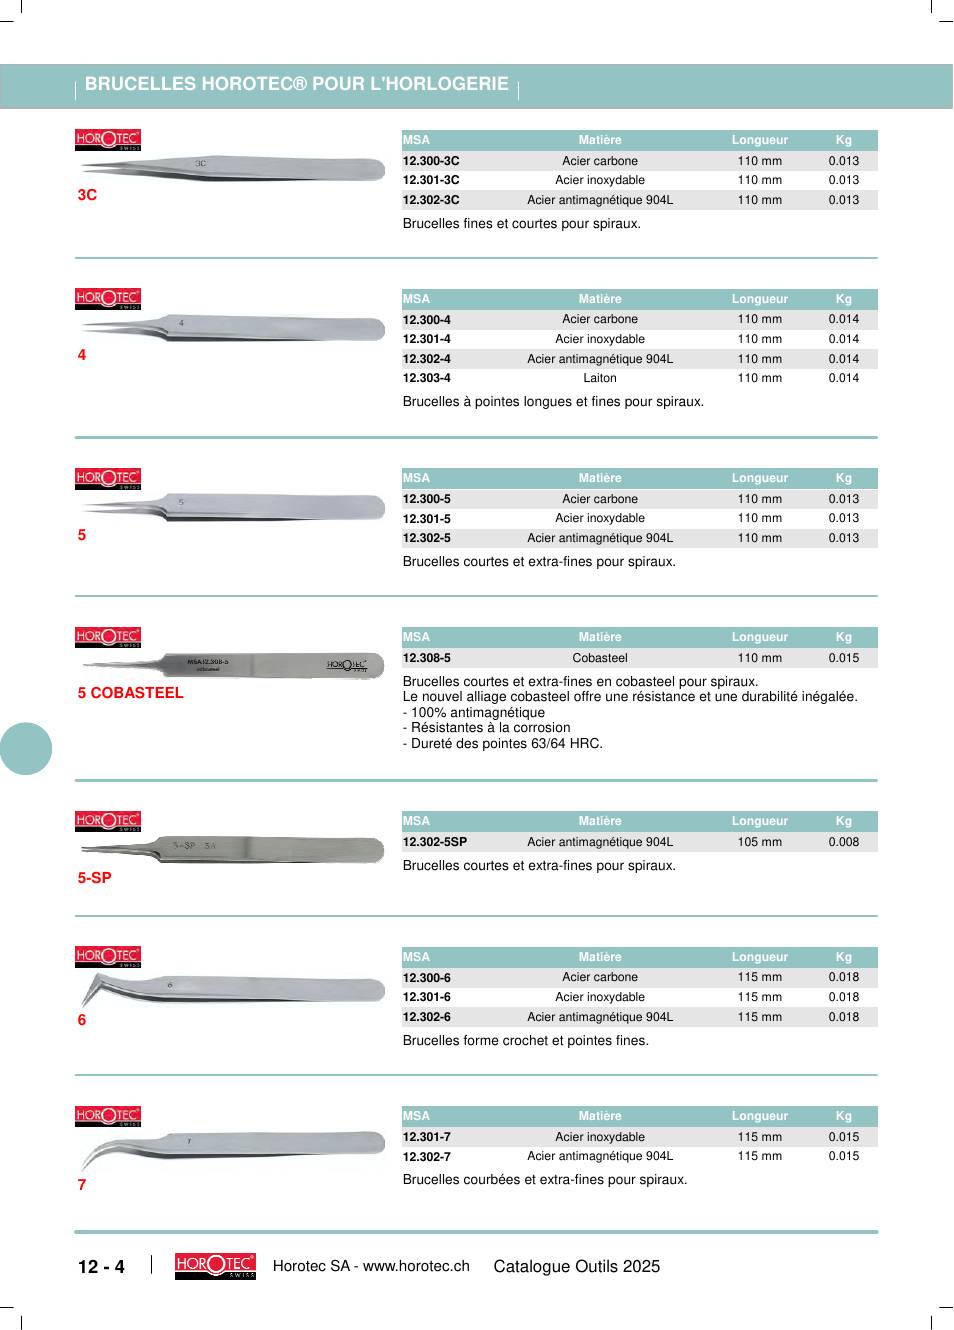 BRUCELLES HOROTEC® POUR L'HORLOGERIE
HOROTEC®
SWISS
3C
3C
MSA Matière Longueur Kg
12.300-3C Acier carbone 110 mm 0.013
12.301-3C Acier inoxydable 110 mm 0.013
12.302-3C Acier antimagnétique 904L 110 mm 0.013
Brucelles fines et courtes pour spiraux.
HOROTEC®
SWISS
4
4
MSA Matière Longueur Kg
12.300-4 Acier carbone 110 mm 0.014
12.301-4 Acier inoxydable 110 mm 0.014
12.302-4 Acier antimagnétique 904L 110 mm 0.014
12.303-4 Laiton 110 mm 0.014
Brucelles à pointes longues et fines pour spiraux.
HOROTEC®
SWISS
5
5
MSA Matière Longueur Kg
12.300-5 Acier carbone 110 mm 0.013
12.301-5 Acier inoxydable 110 mm 0.013
12.302-5 Acier antimagnétique 904L 110 mm 0.013
Brucelles courtes et extra-fines pour spiraux.
HOROTEC®
SWISS
MSA12.308-5
cobasteel
HOROTEC®
SWISS
5 COBASTEEL
MSA Matière Longueur Kg
12.308-5 Cobasteel 110 mm 0.015
Brucelles courtes et extra-fines en cobasteel pour spiraux.
Le nouvel alliage cobasteel offre une résistance et une durabilité inégalée.
- 100% antimagnétique
- Résistantes à la corrosion
- Dureté des pointes 63/64 HRC.
HOROTEC®
SWISS
5-SP SA
5-SP
MSA Matière Longueur Kg
12.302-5SP Acier antimagnétique 904L 105 mm 0.008
Brucelles courtes et extra-fines pour spiraux.
HOROTEC®
SWISS
6
6
MSA Matière Longueur Kg
12.300-6 Acier carbone 115 mm 0.018
12.301-6 Acier inoxydable 115 mm 0.018
12.302-6 Acier antimagnétique 904L 115 mm 0.018
Brucelles forme crochet et pointes fines.
HOROTEC®
SWISS
7
7
MSA Matière Longueur Kg
12.301-7 Acier inoxydable 115 mm 0.015
12.302-7 Acier antimagnétique 904L 115 mm 0.015
Brucelles courbées et extra-fines pour spiraux.
12 - 4
HOROTEC®
SWISS
Horotec SA - www.horotec.ch Catalogue Outils 2025